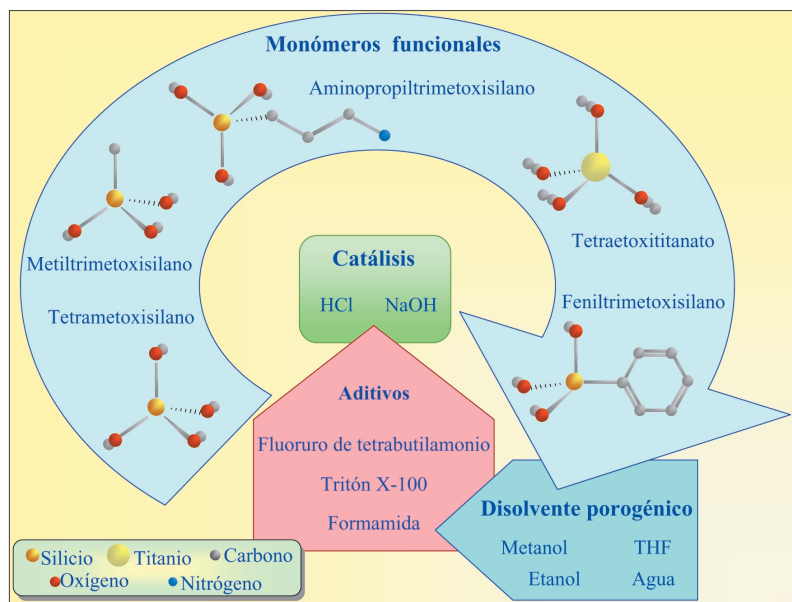 Monómeros funcionales
Aminopropiltrimetoxisilano
Metiltrimetoxisilano
Tetrametoxisilano
Tetraetoxititanato
Feniltrimetoxisilano
Catálisis
HCl NaOH
Aditivos
Fluoruro de tetrabutilamonio
Tritón X-100
Formamida
Disolvente porogénico
Metanol THF
Etanol Agua
Silicio Titanio Carbono
Oxígeno Nitrógeno